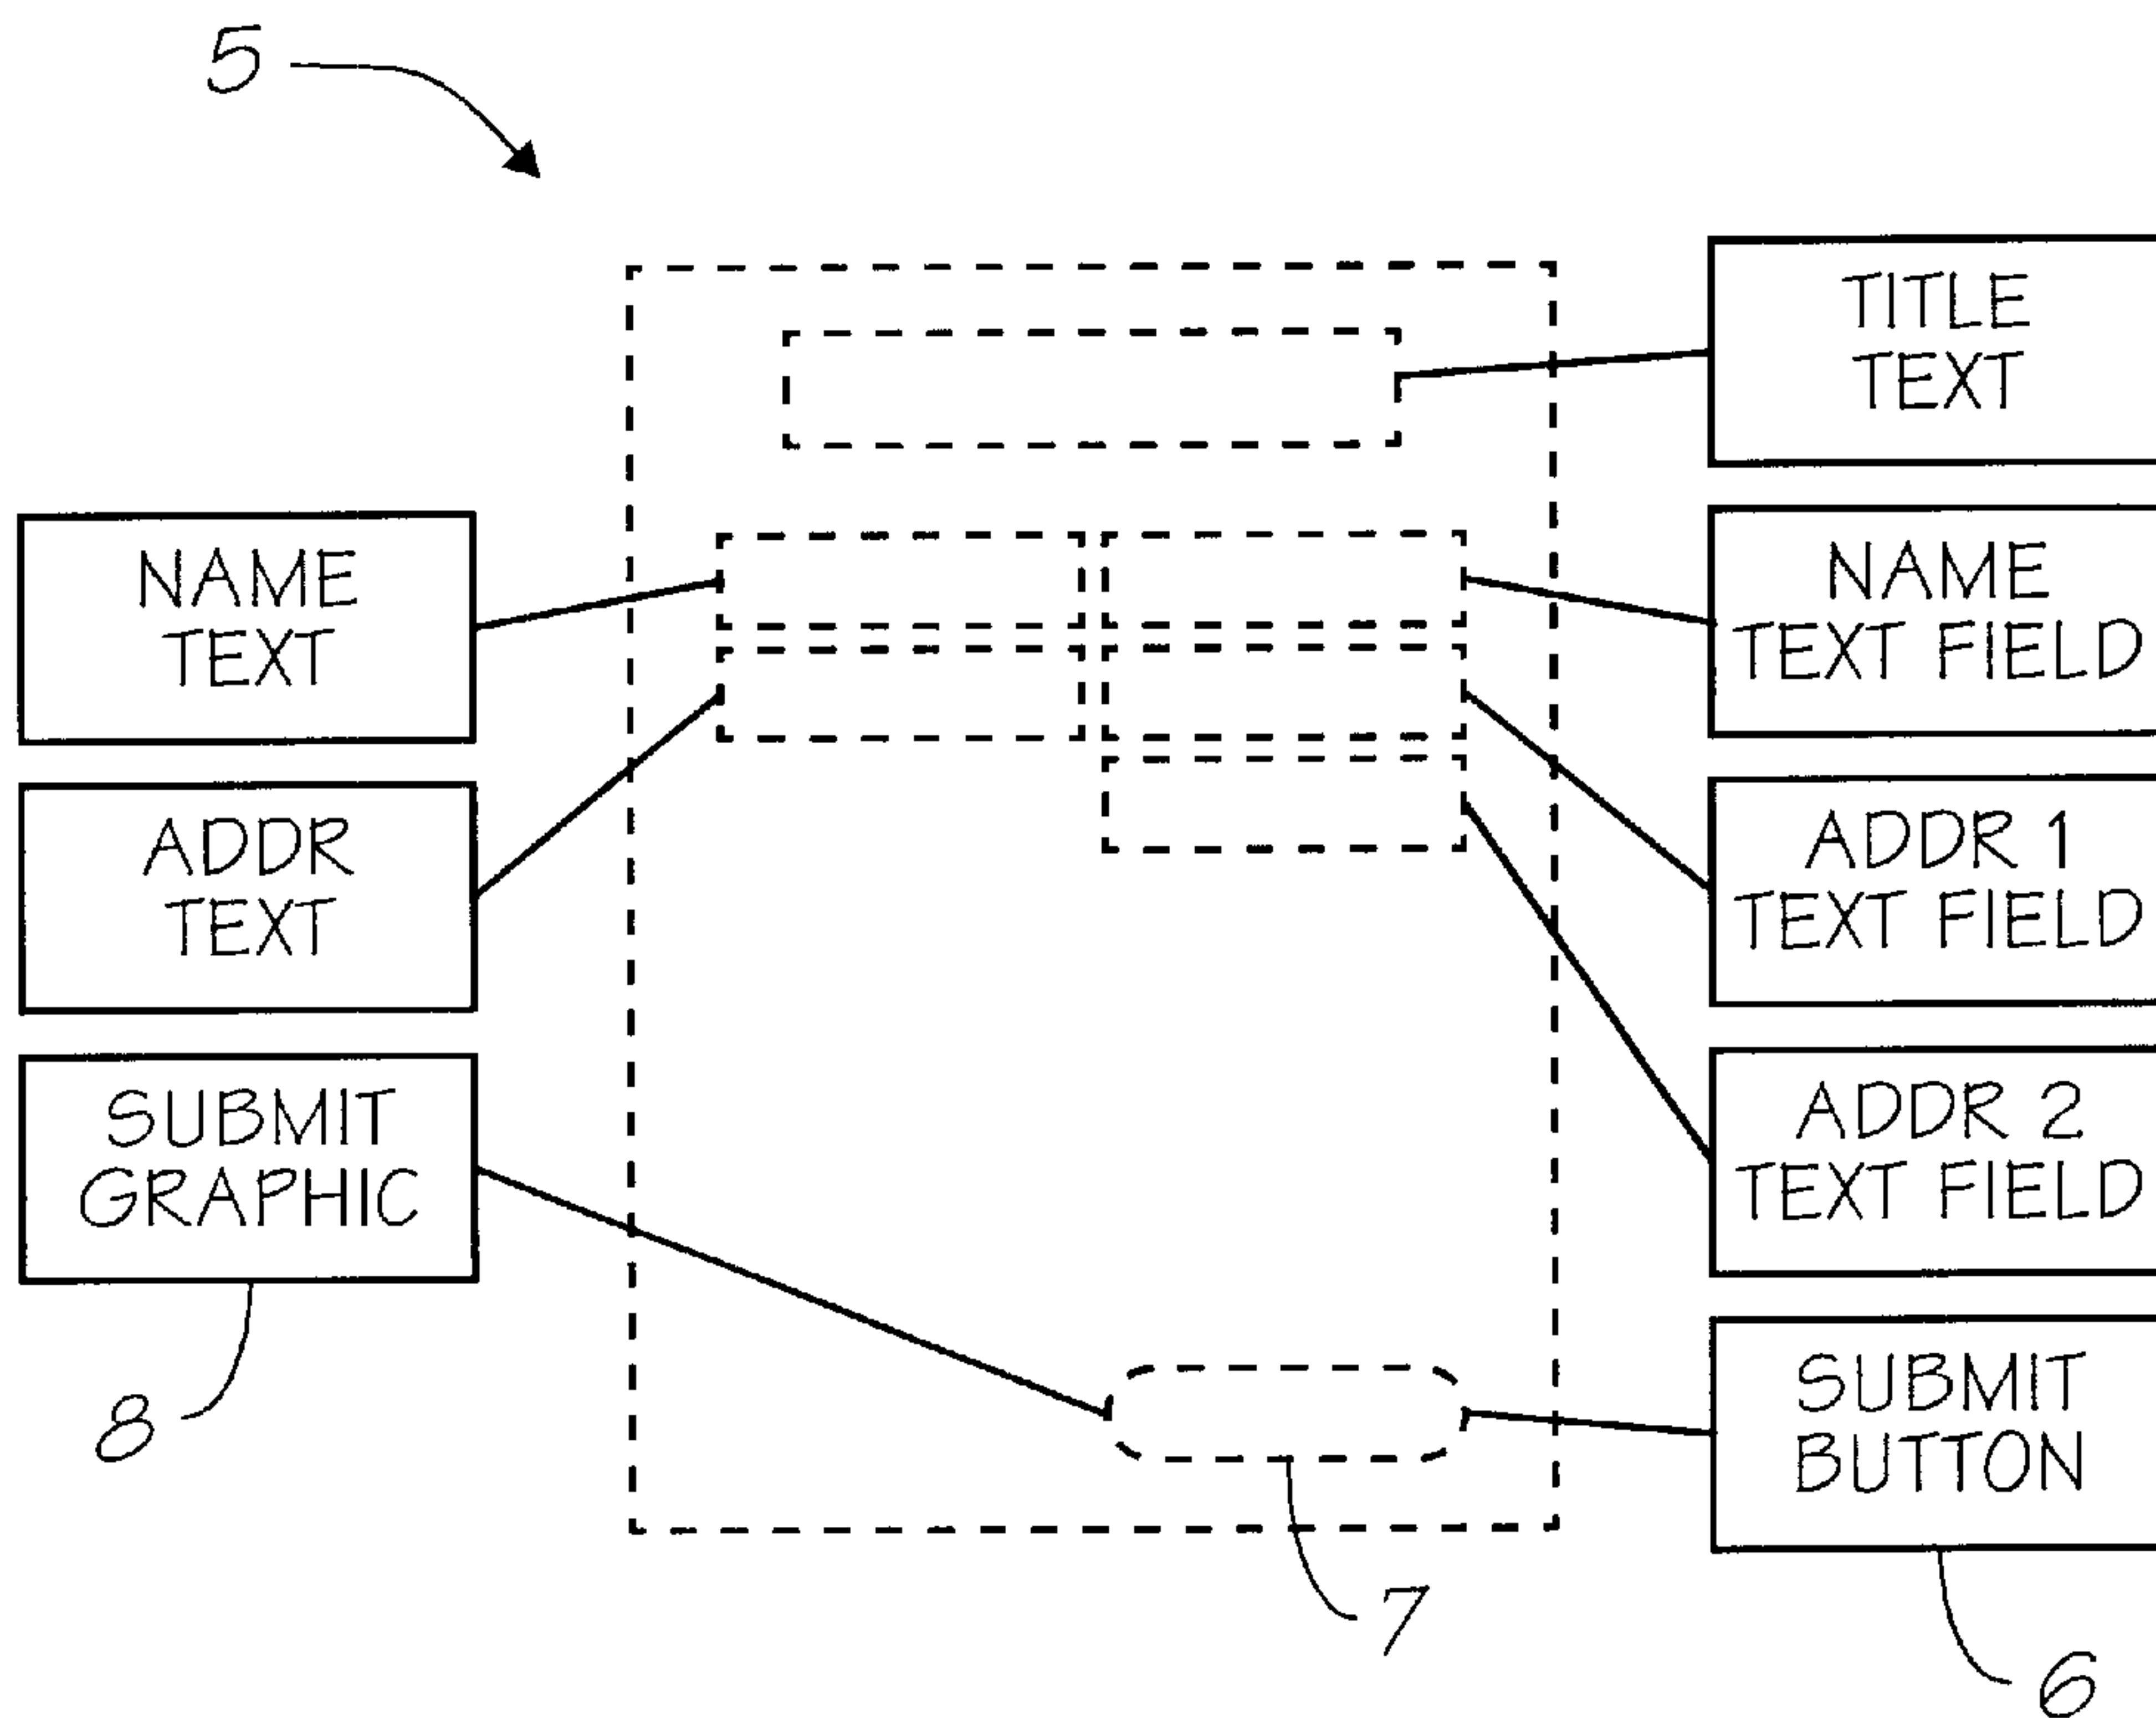 5
TITLE
TEXT
NAME
TEXT
NAME
TEXT FIELD
ADDR
TEXT
ADDR 1
TEXT FIELD
SUBMIT
GRAPHIC
ADDR 2
TEXT FIELD
SUBMIT
BUTTON
8
7
6